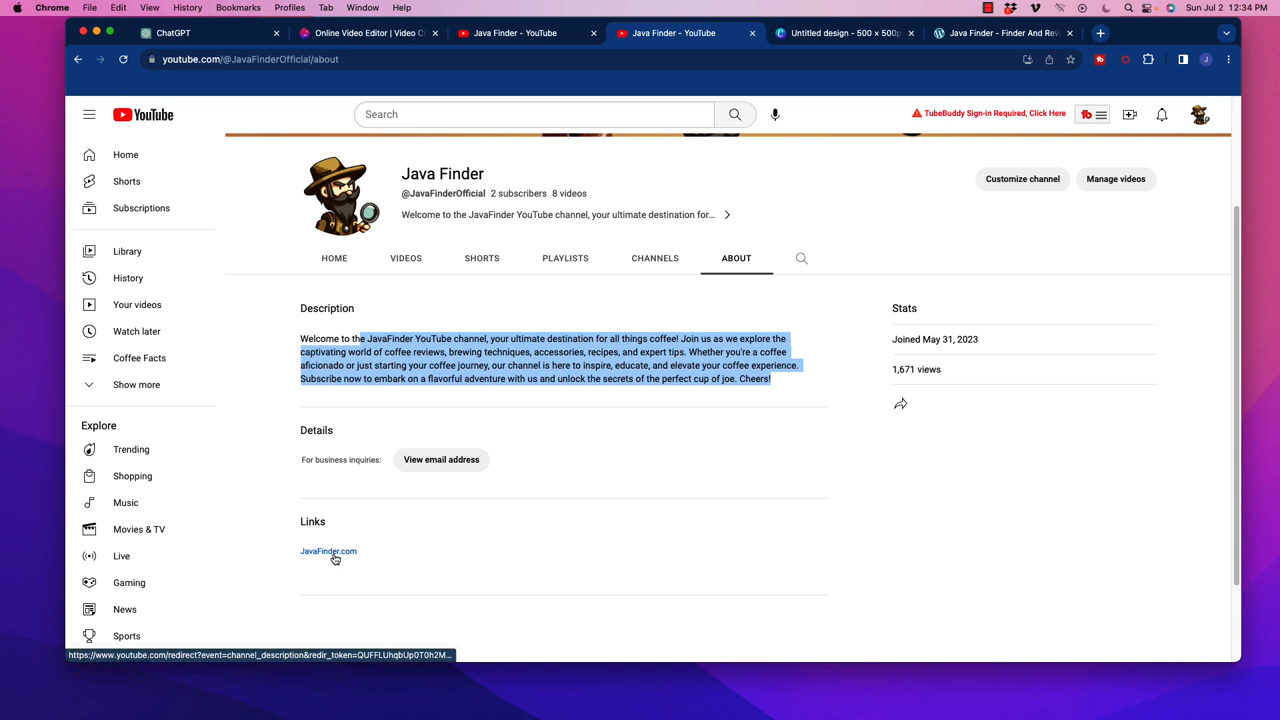 Chrome File Edit View History Bookmarks Profiles Tab Window Help Sun Jul 2 12:34 PM
ChatGPT Online Video Editor | Video C Java Finder - YouTube Java Finder - YouTube Untitled design - 500 × 500p Java Finder - Finder And Revi
youtube.com/@JavaFinderOfficial/about
YouTube Search TubeBuddy Sign-in Required, Click Here
Home
Shorts
Subscriptions
Library
History
Your videos
Watch later
Coffee Facts
Show more
Explore
Trending
Shopping
Music
Movies & TV
Live
Gaming
News
Sports
Java Finder
@JavaFinderOfficial 2 subscribers 8 videos
Welcome to the JavaFinder YouTube channel, your ultimate destination for...
Customize channel Manage videos
HOME VIDEOS SHORTS PLAYLISTS CHANNELS ABOUT
Description
Welcome to the JavaFinder YouTube channel, your ultimate destination for all things coffee! Join us as we explore the
captivating world of coffee reviews, brewing techniques, accessories, recipes, and expert tips. Whether you're a coffee
aficionado or just starting your coffee journey, our channel is here to inspire, educate, and elevate your coffee experience.
Subscribe now to embark on a flavorful adventure with us and unlock the secrets of the perfect cup of joe. Cheers!
Details
For business inquiries: View email address
Links
JavaFinder.com
Stats
Joined May 31, 2023
1,671 views
https://www.youtube.com/redirect?event=channel_description&redir_token=QUFFLUhqbUp0T0h2M...